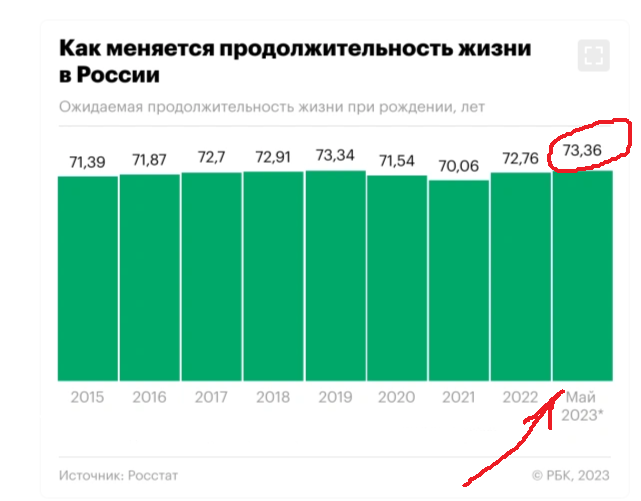 Как меняется продолжительность жизни
в России
Ожидаемая продолжительность жизни при рождении, лет
71,39 71,87 72,7 72,91 73,34 71,54 70,06 72,76 73,36
2015 2016 2017 2018 2019 2020 2021 2022 Май
2023*
Источник: Росстат © РБК, 2023